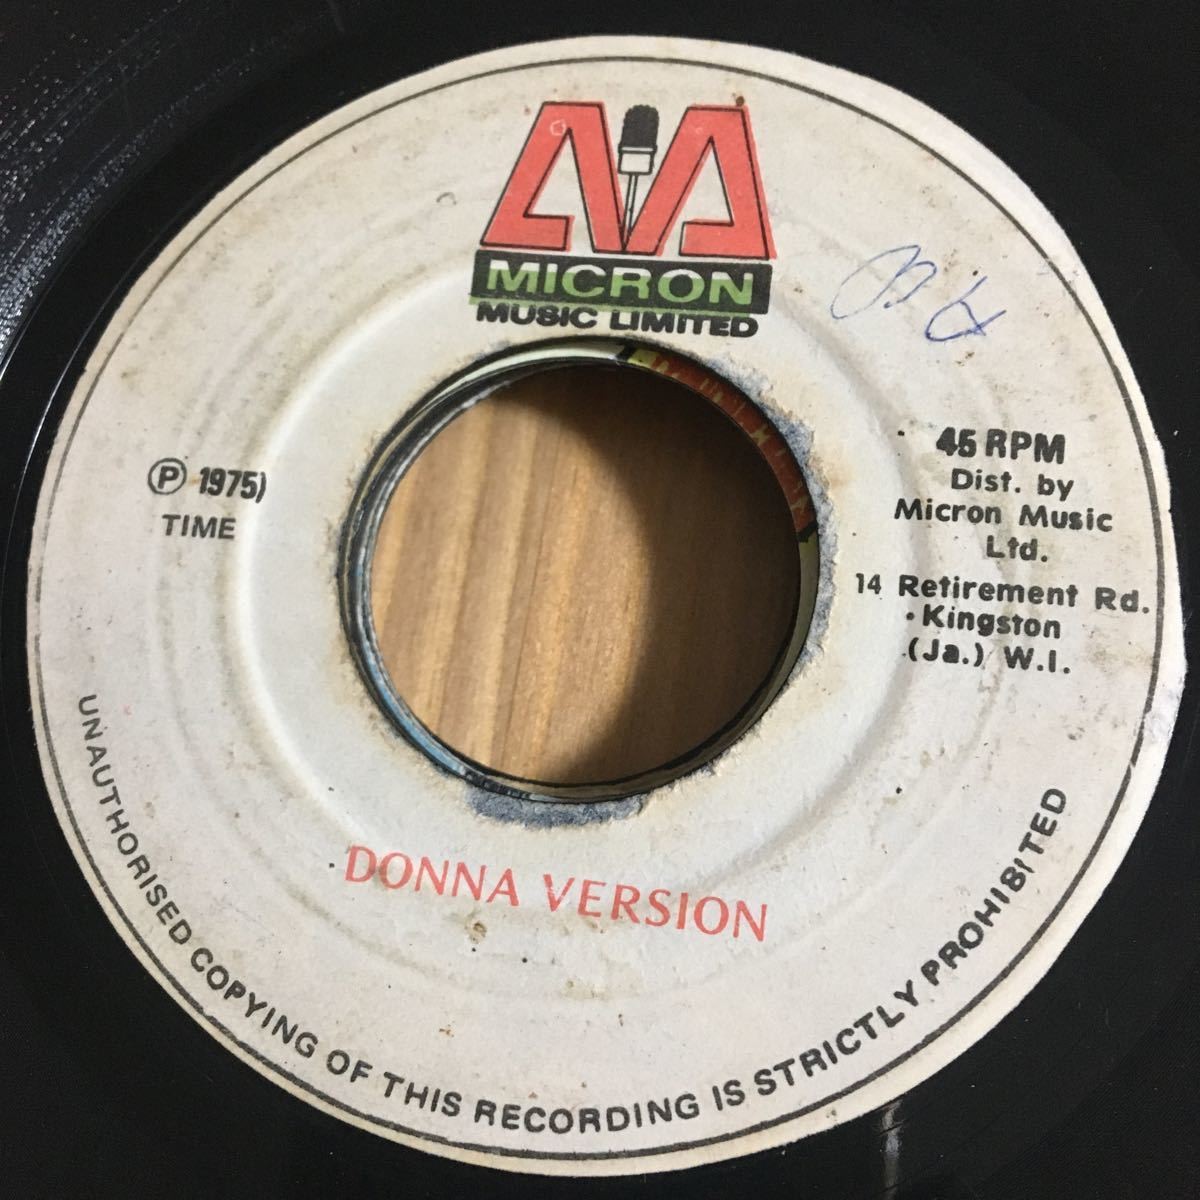 MICRON
MUSIC LIMITED
℗ 1975)
TIME
45 RPM
Dist. by
Micron Music
Ltd.
14 Retirement Rd.
Kingston
(Ja.) W.I.
DONNA VERSION
UNAUTHORISED COPYING OF THIS RECORDING IS STRICTLY PROHIBITED